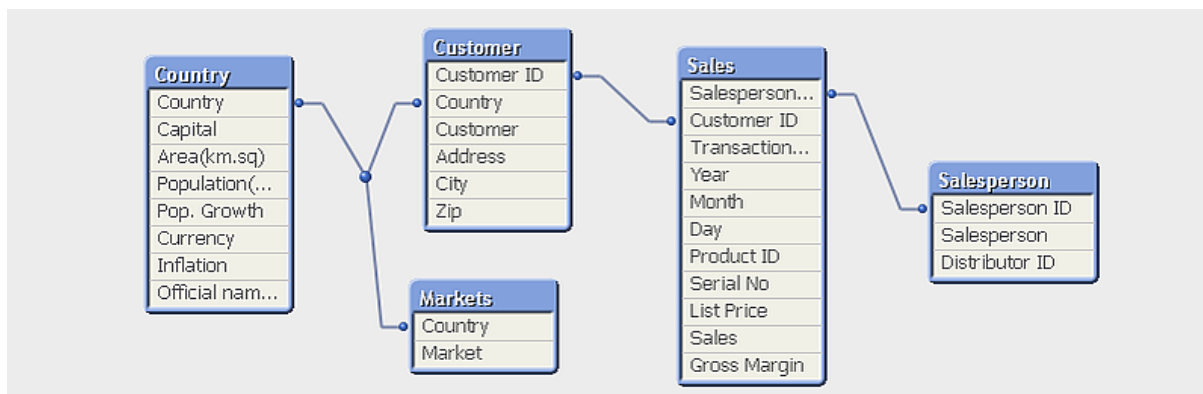 Country
Country
Capital
Area(km.sq)
Population(...
Pop. Growth
Currency
Inflation
Official nam...
Customer
Customer ID
Country
Customer
Address
City
Zip
Markets
Country
Market
Sales
Salesperson...
Customer ID
Transaction...
Year
Month
Day
Product ID
Serial No
List Price
Sales
Gross Margin
Salesperson
Salesperson ID
Salesperson
Distributor ID